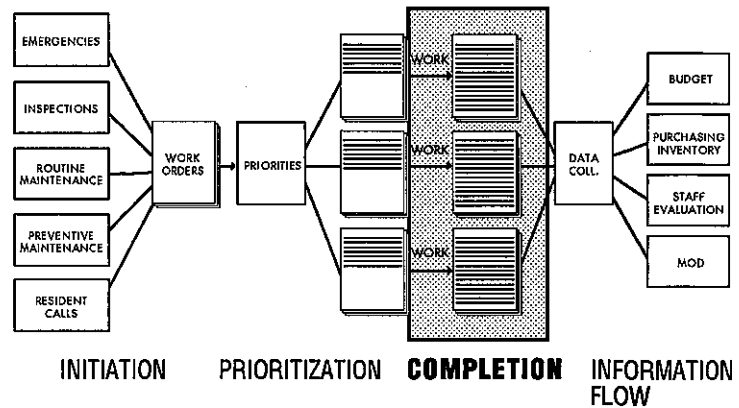 EMERGENCIES
INSPECTIONS
ROUTINE
MAINTENANCE
PREVENTIVE
MAINTENANCE
RESIDENT
CALLS
WORK
ORDERS
PRIORITIES
WORK
WORK
WORK
DATA
COLL.
BUDGET
PURCHASING
INVENTORY
STAFF
EVALUATION
MOD
INITIATION
PRIORITIZATION
COMPLETION
INFORMATION
FLOW